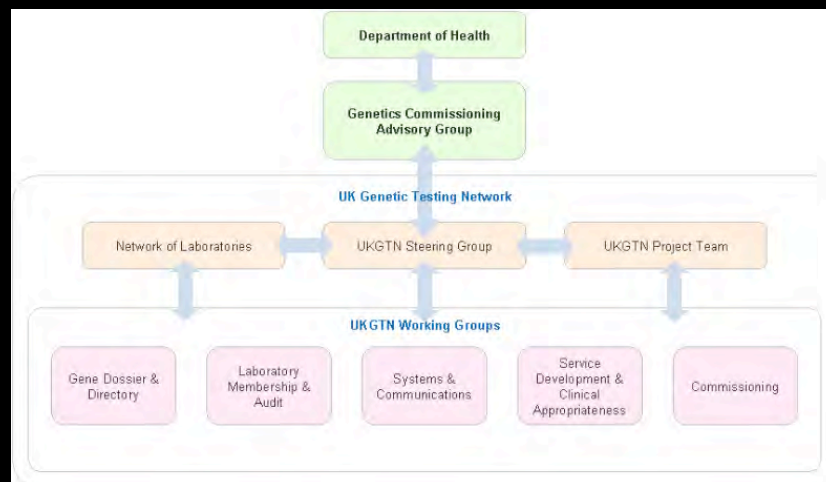 Department of Health
Genetics Commissioning
Advisory Group
UK Genetic Testing Network
Network of Laboratories
UKGTN Steering Group
UKGTN Project Team
UKGTN Working Groups
Gene Dossier &
Directory
Laboratory
Membership &
Audit
Systems &
Communications
Service
Development &
Clinical
Appropriateness
Commissioning